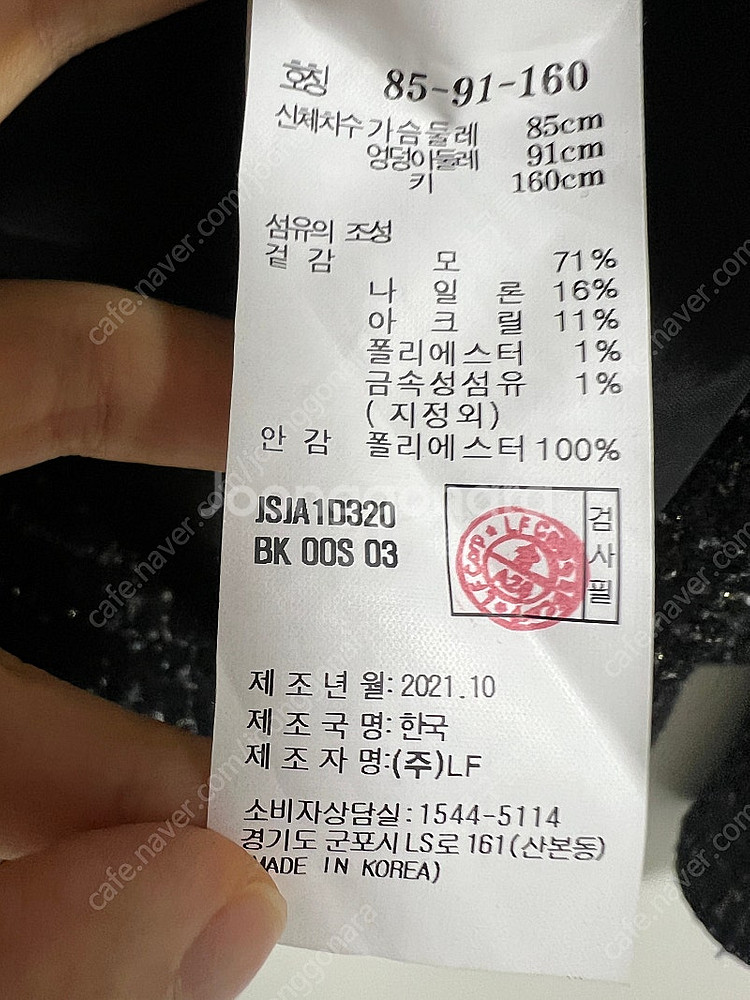 호칭 85-91-160
신체치수 가슴둘레 85cm
엉덩이둘레 91cm
키 160cm
섬유의 조성
겉감 모 71%
나일론 16%
아크릴 11%
폴리에스터 1%
금속성섬유 1%
(지정외)
안감 폴리에스터 100%
JSJA1D320
BK 00S 03
검사필
제조년월: 2021.10
제조국명: 한국
제조자명:(주)LF
소비자상담실: 1544-5114
경기도 군포시 LS로 161(산본동)
MADE IN KOREA)
cafe.naver.com/joonggonara